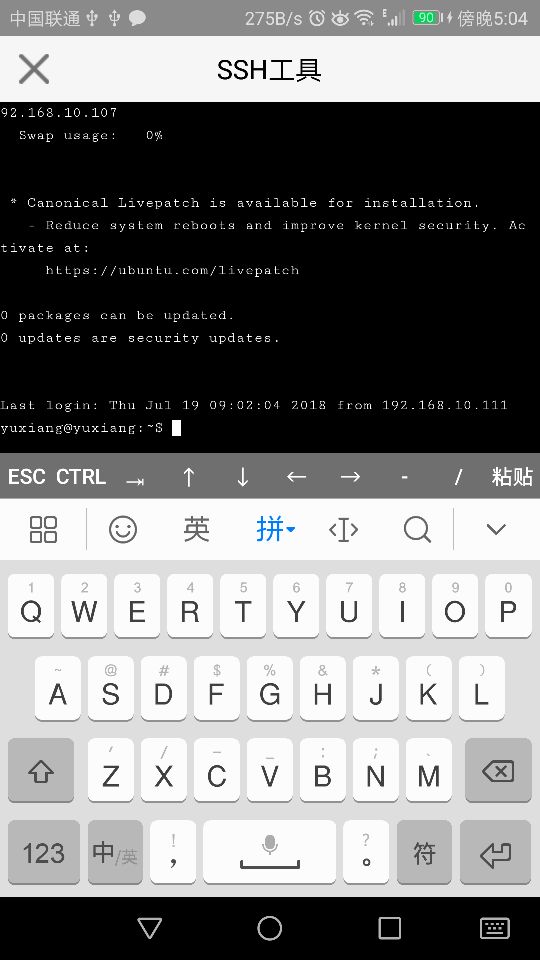 中国联通 275B/s 90 傍晚5:04
SSH工具
92.168.10.107
Swap usage: 0%
* Canonical Livepatch is available for installation.
- Reduce system reboots and improve kernel security. Ac
tivate at:
https://ubuntu.com/livepatch
0 packages can be updated.
0 updates are security updates.
Last login: Thu Jul 19 09:02:04 2018 from 192.168.10.111
yuxiang@yuxiang:~$
ESC CTRL ⇥ ↑ ↓ ← → - / 粘贴
英 拼
1 2 3 4 5 6 7 8 9 0
Q W E R T Y U I O P
~ @ # $ % & * ( )
A S D F G H J K L
' / - _ : ; 、
Z X C V B N M
! ?
123 中/英 , 。 符